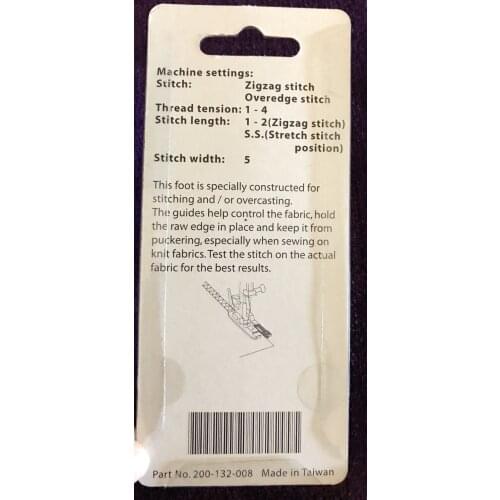 Machine settings:
Stitch: Zigzag stitch
Overedge stitch
Thread tension: 1 - 4
Stitch length: 1 - 2(Zigzag stitch)
S.S.(Stretch stitch
position)
Stitch width: 5
This foot is specially constructed for
stitching and / or overcasting.
The guides help control the fabric, hold
the raw edge in place and keep it from
puckering, especially when sewing on
knit fabrics. Test the stitch on the actual
fabric for the best results.
Part No. 200-132-008 Made in Taiwan